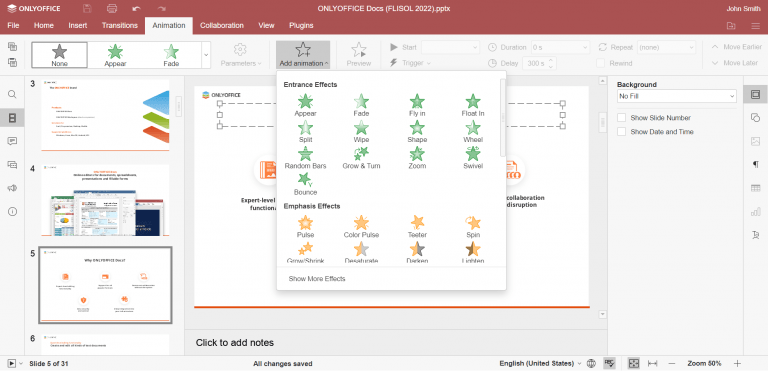 ONLYOFFICE
ONLYOFFICE Docs (FLISOL 2022).pptx
John Smith
File Home Insert Transitions Animation Collaboration View Plugins
None Appear Fade
Parameters
Add animation
Preview
Start
Trigger
Duration 0 s
Delay 300 s
Repeat (none)
Rewind
Move Earlier
Move Later
3
4
5
Why ONLYOFFICE Docs?
6
ONLYOFFICE
Expert-level
collaboration
disruption
Entrance Effects
Appear Fade Fly in Float In
Split Wipe Shape Wheel
Random Bars Grow & Turn Zoom Swivel
Bounce
Emphasis Effects
Pulse Color Pulse Teeter Spin
Grow/Shrink Desaturate Darken Lighten
Show More Effects
Background
No Fill
Show Slide Number
Show Date and Time
Click to add notes
Slide 5 of 31
All changes saved
English (United States)
Zoom 50%